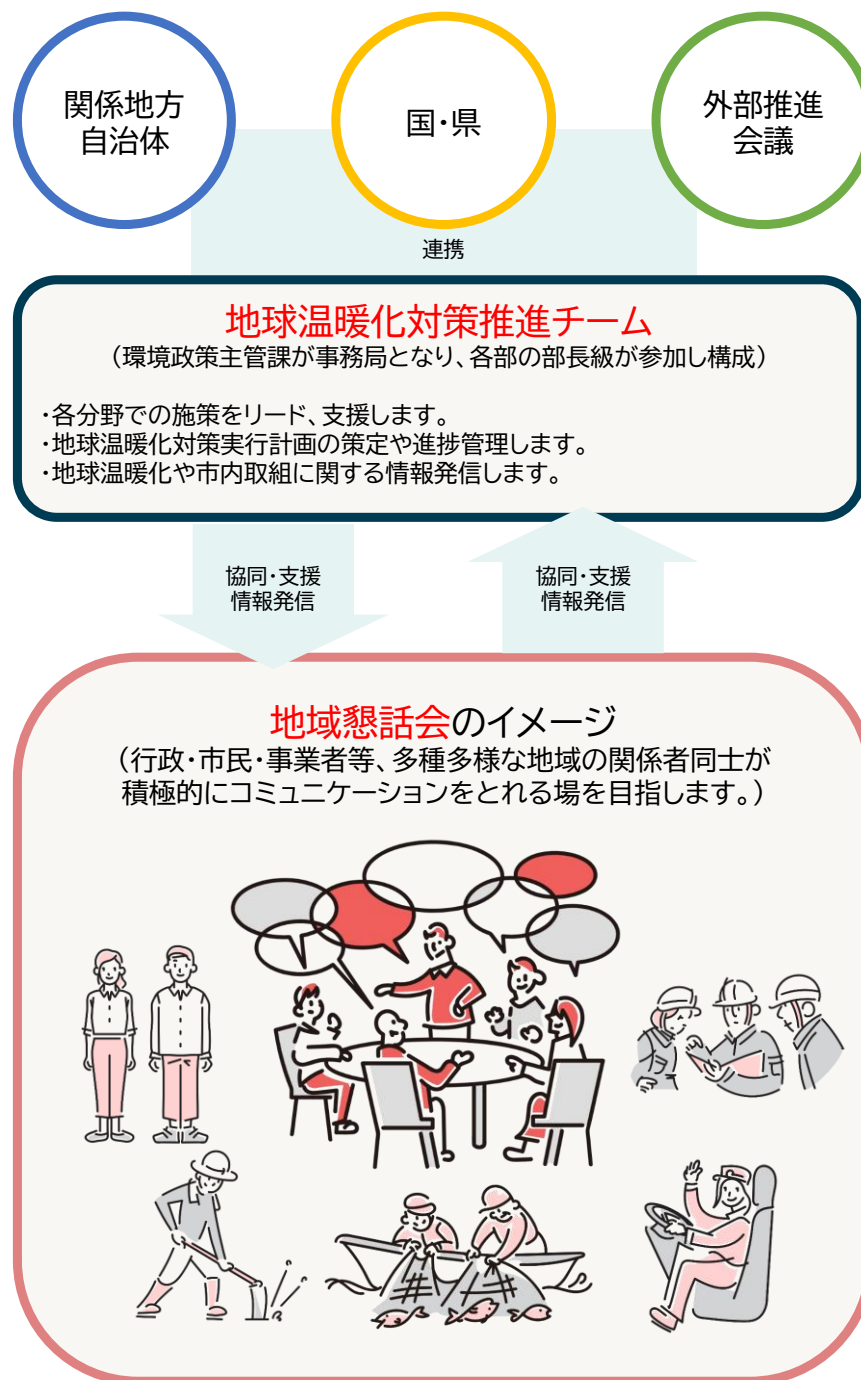 関係地方
自治体
国・県
外部推進
会議
連携
地球温暖化対策推進チーム
（環境政策主管課が事務局となり、各部の部長級が参加し構成）
・各分野での施策をリード、支援します。
・地球温暖化対策実行計画の策定や進捗管理します。
・地球温暖化や市内取組に関する情報発信します。
協同・支援
情報発信
協同・支援
情報発信
地域懇話会のイメージ
（行政・市民・事業者等、多種多様な地域の関係者同士が
積極的にコミュニケーションをとれる場を目指します。）